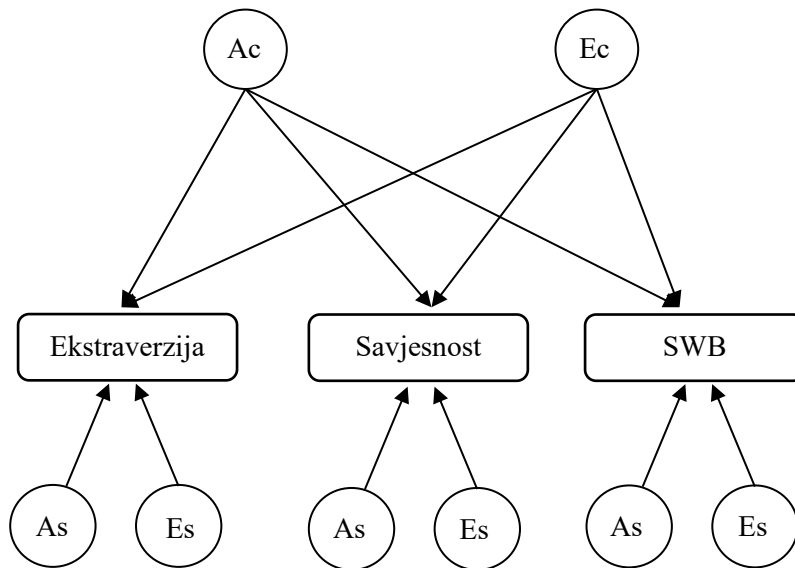 Ac
Ec
Ekstraverzija
Savjesnost
SWB
As
Es
As
Es
As
Es